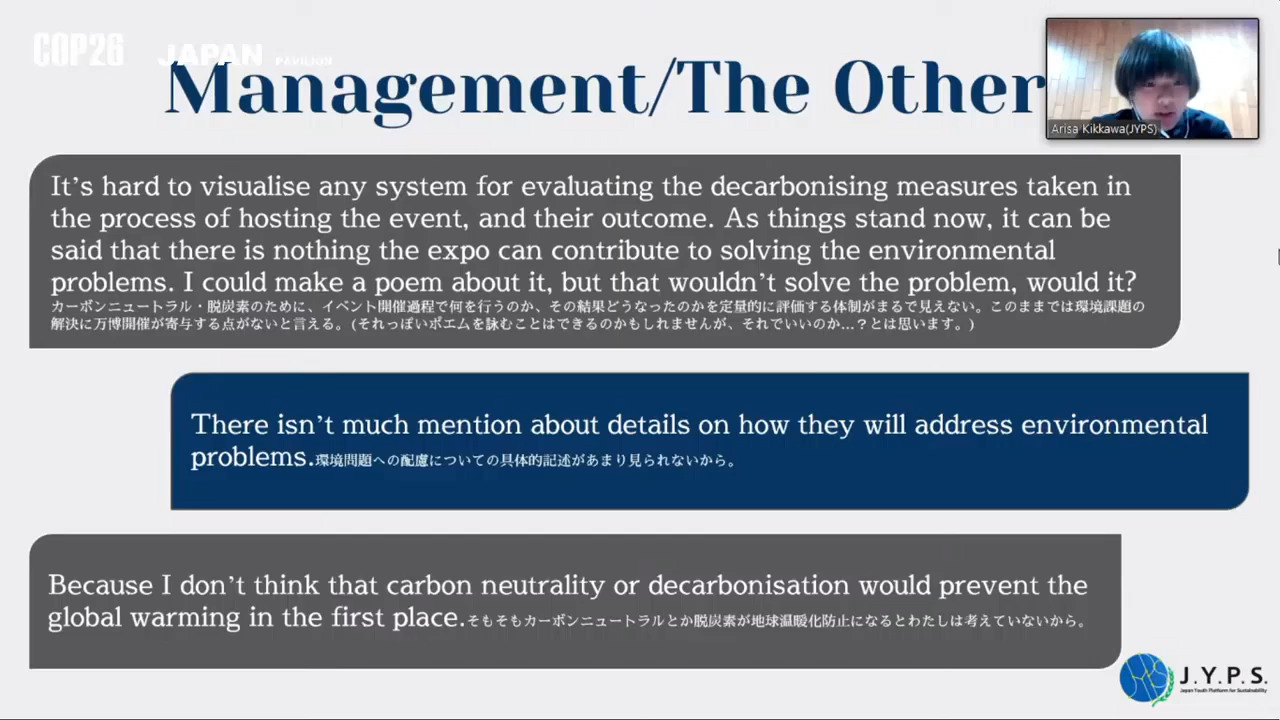 COP26 JAPAN PAVILION
Management/The Other
Arisa Kikkawa(JYPS)
It's hard to visualise any system for evaluating the decarbonising measures taken in
the process of hosting the event, and their outcome. As things stand now, it can be
said that there is nothing the expo can contribute to solving the environmental
problems. I could make a poem about it, but that wouldn't solve the problem, would it?
カーボンニュートラル・脱炭素のために、イベント開催過程で何を行うのか、その結果どうなったのかを定量的に評価する体制がまるで見えない。このままでは環境課題の
解決に万博開催が寄与する点がないと言える。(それっぽいポエムを詠むことはできるのかもしれませんが、それでいいのか...？とは思います。)
There isn't much mention about details on how they will address environmental
problems.環境問題への配慮についての具体的記述があまり見られないから。
Because I don't think that carbon neutrality or decarbonisation would prevent the
global warming in the first place.そもそもカーボンニュートラルとか脱炭素が地球温暖化防止になるとわたしは考えていないから。
J.Y.P.S.
Japan Youth Platform for Sustainability